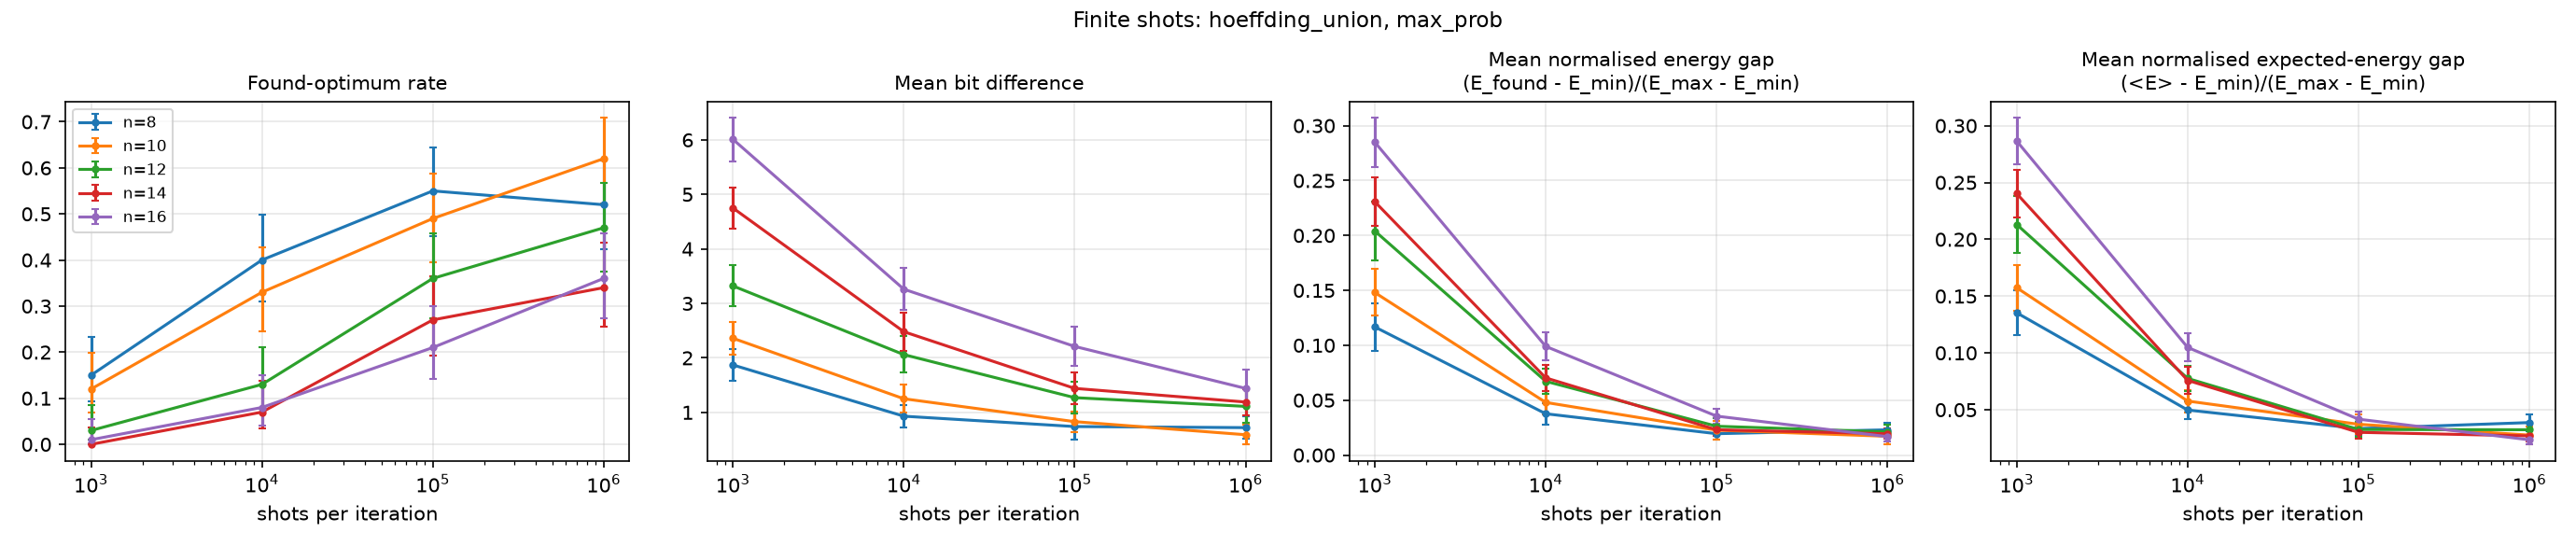 Finite shots: hoeffding_union, max_prob
Found-optimum rate
0.7
0.6
0.5
0.4
0.3
0.2
0.1
0.0
n=8
n=10
n=12
n=14
n=16
10³
10⁴
10⁵
10⁶
shots per iteration
Mean bit difference
6
5
4
3
2
1
10³
10⁴
10⁵
10⁶
shots per iteration
Mean normalised energy gap
(E_found - E_min)/(E_max - E_min)
0.30
0.25
0.20
0.15
0.10
0.05
0.00
10³
10⁴
10⁵
10⁶
shots per iteration
Mean normalised expected-energy gap
(<E> - E_min)/(E_max - E_min)
0.30
0.25
0.20
0.15
0.10
0.05
10³
10⁴
10⁵
10⁶
shots per iteration